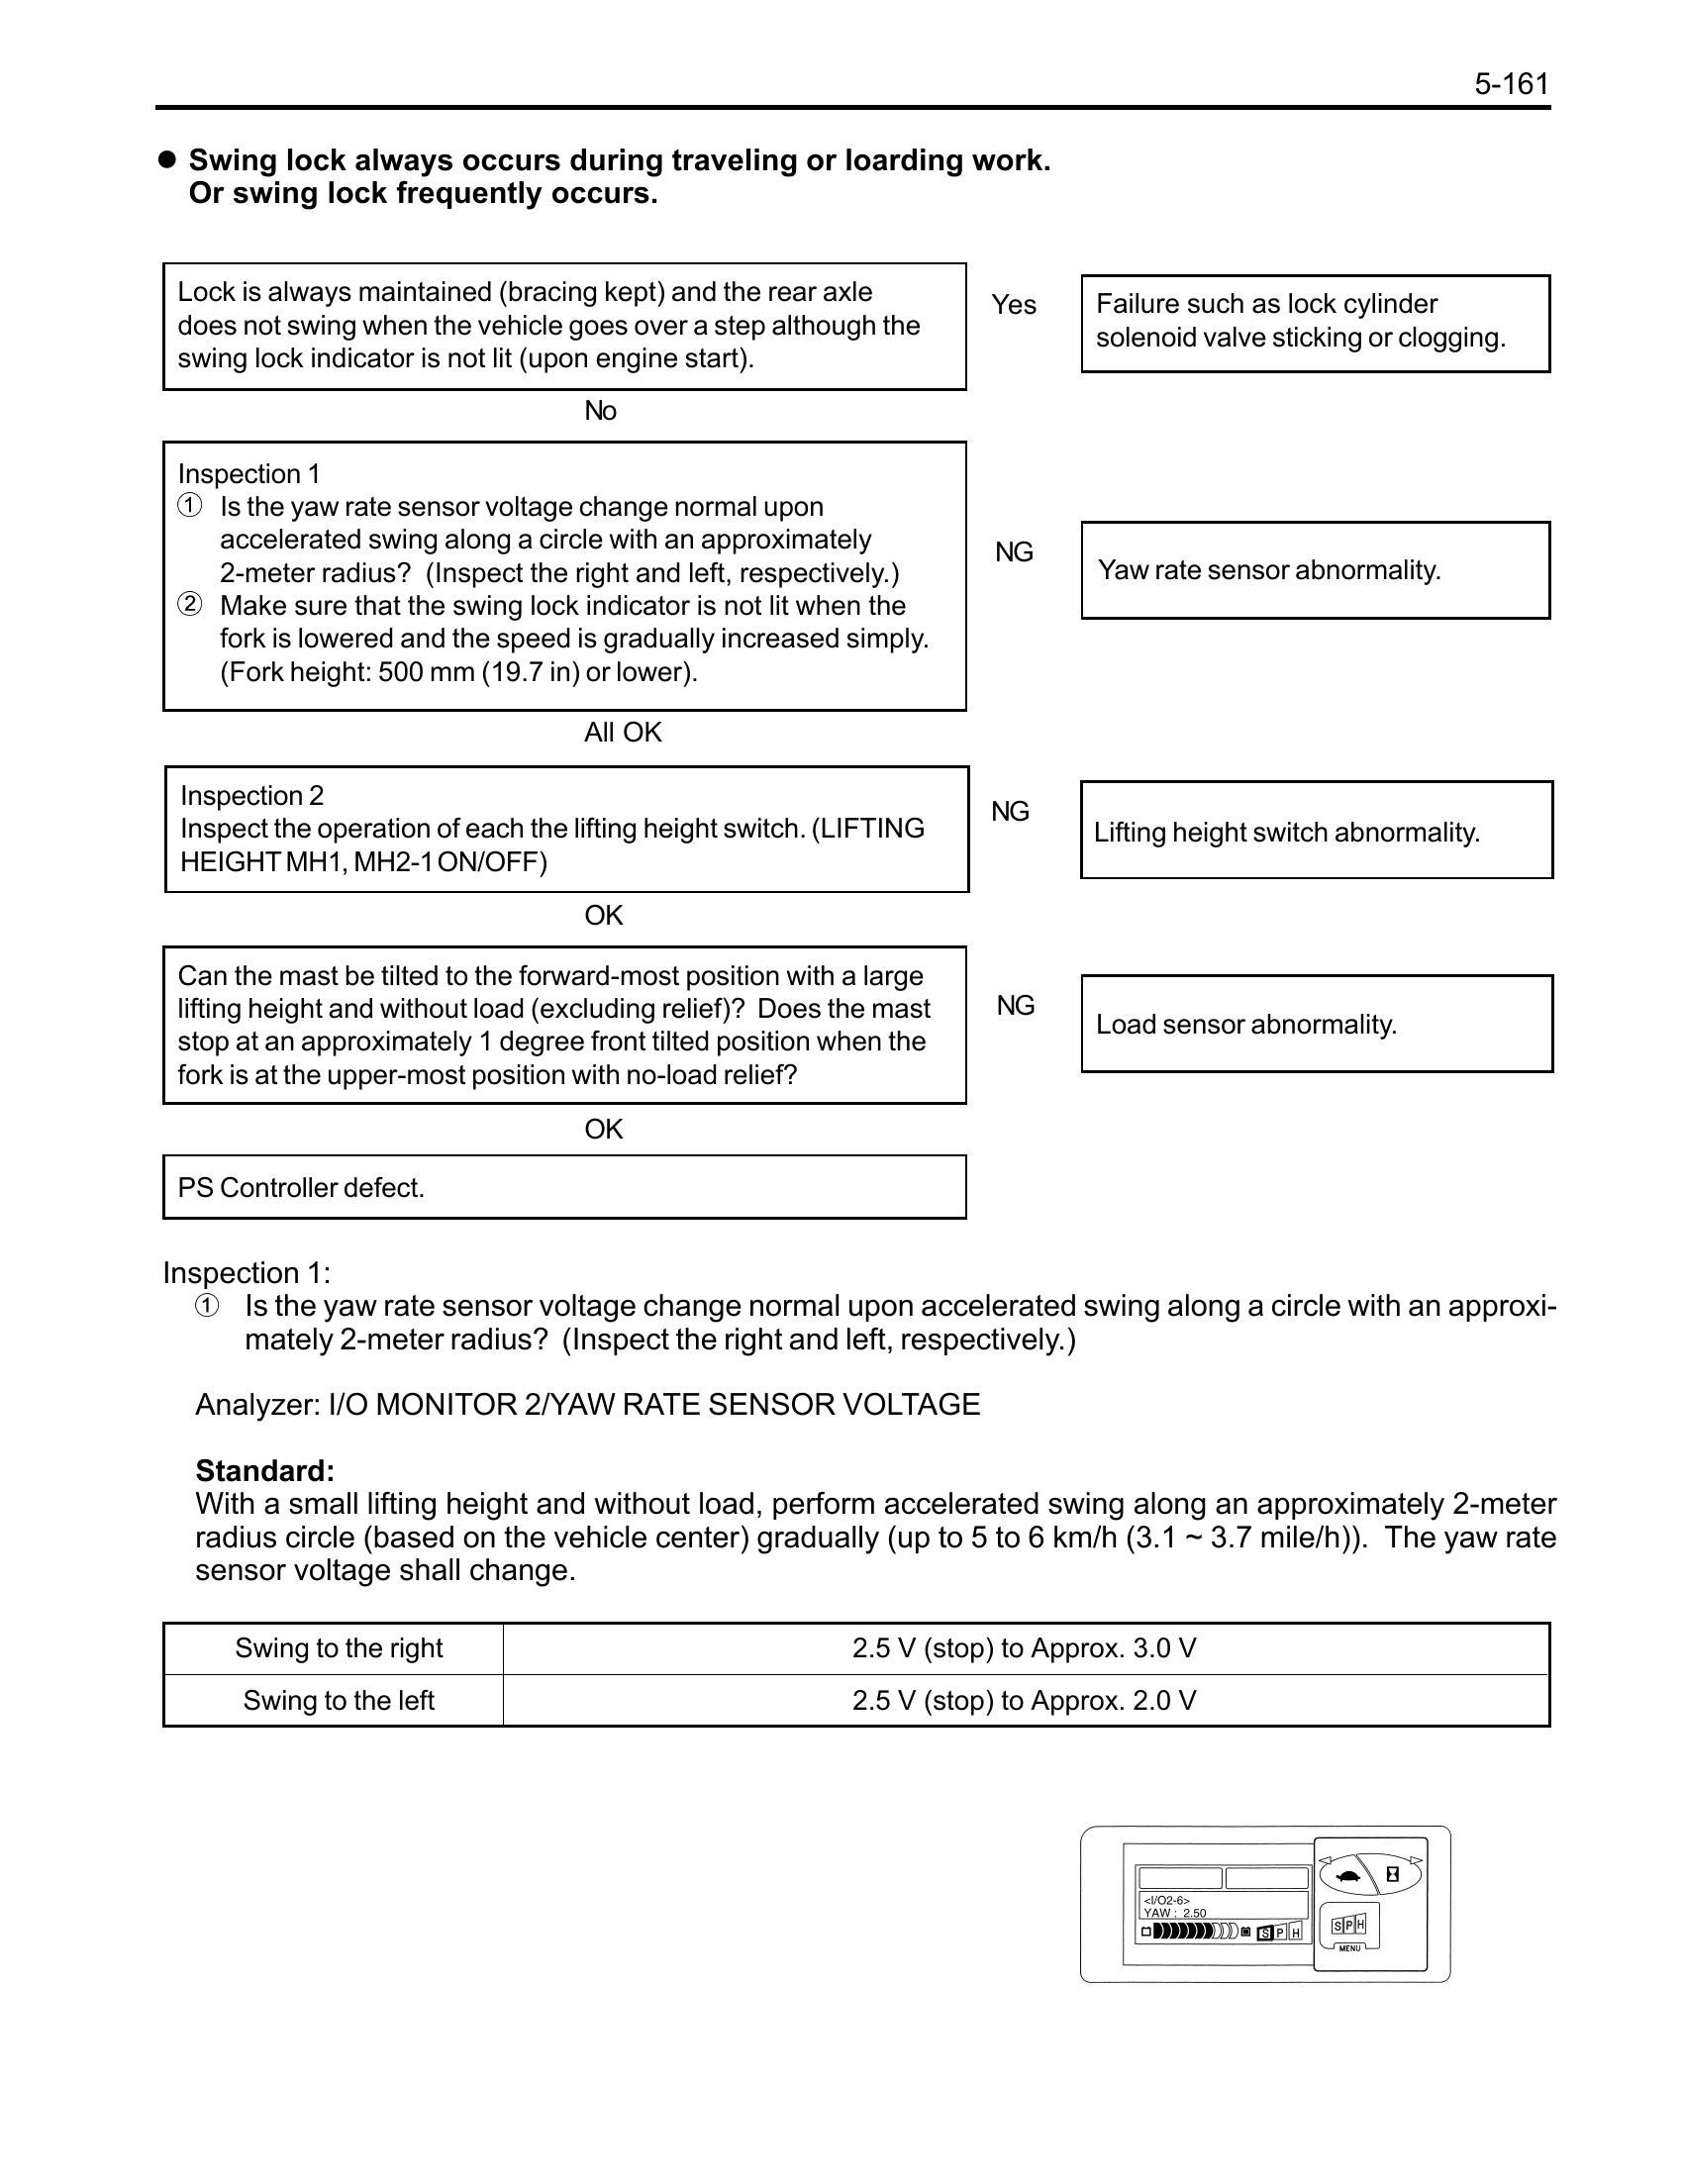 5-161
● Swing lock always occurs during traveling or loarding work.
Or swing lock frequently occurs.
Lock is always maintained (bracing kept) and the rear axle
does not swing when the vehicle goes over a step although the
swing lock indicator is not lit (upon engine start).
Yes
Failure such as lock cylinder
solenoid valve sticking or clogging.
No
Inspection 1
① Is the yaw rate sensor voltage change normal upon
accelerated swing along a circle with an approximately
2-meter radius? (Inspect the right and left, respectively.)
② Make sure that the swing lock indicator is not lit when the
fork is lowered and the speed is gradually increased simply.
(Fork height: 500 mm (19.7 in) or lower).
NG
Yaw rate sensor abnormality.
All OK
Inspection 2
Inspect the operation of each the lifting height switch. (LIFTING
HEIGHT MH1, MH2-1 ON/OFF)
NG
Lifting height switch abnormality.
OK
Can the mast be tilted to the forward-most position with a large
lifting height and without load (excluding relief)? Does the mast
stop at an approximately 1 degree front tilted position when the
fork is at the upper-most position with no-load relief?
NG
Load sensor abnormality.
OK
PS Controller defect.
Inspection 1:
① Is the yaw rate sensor voltage change normal upon accelerated swing along a circle with an approxi-
mately 2-meter radius? (Inspect the right and left, respectively.)
Analyzer: I/O MONITOR 2/YAW RATE SENSOR VOLTAGE
Standard:
With a small lifting height and without load, perform accelerated swing along an approximately 2-meter
radius circle (based on the vehicle center) gradually (up to 5 to 6 km/h (3.1 ~ 3.7 mile/h)). The yaw rate
sensor voltage shall change.
Swing to the right 2.5 V (stop) to Approx. 3.0 V
Swing to the left 2.5 V (stop) to Approx. 2.0 V
<I/O2-6>
YAW : 2.50
S P H
S P H
MENU